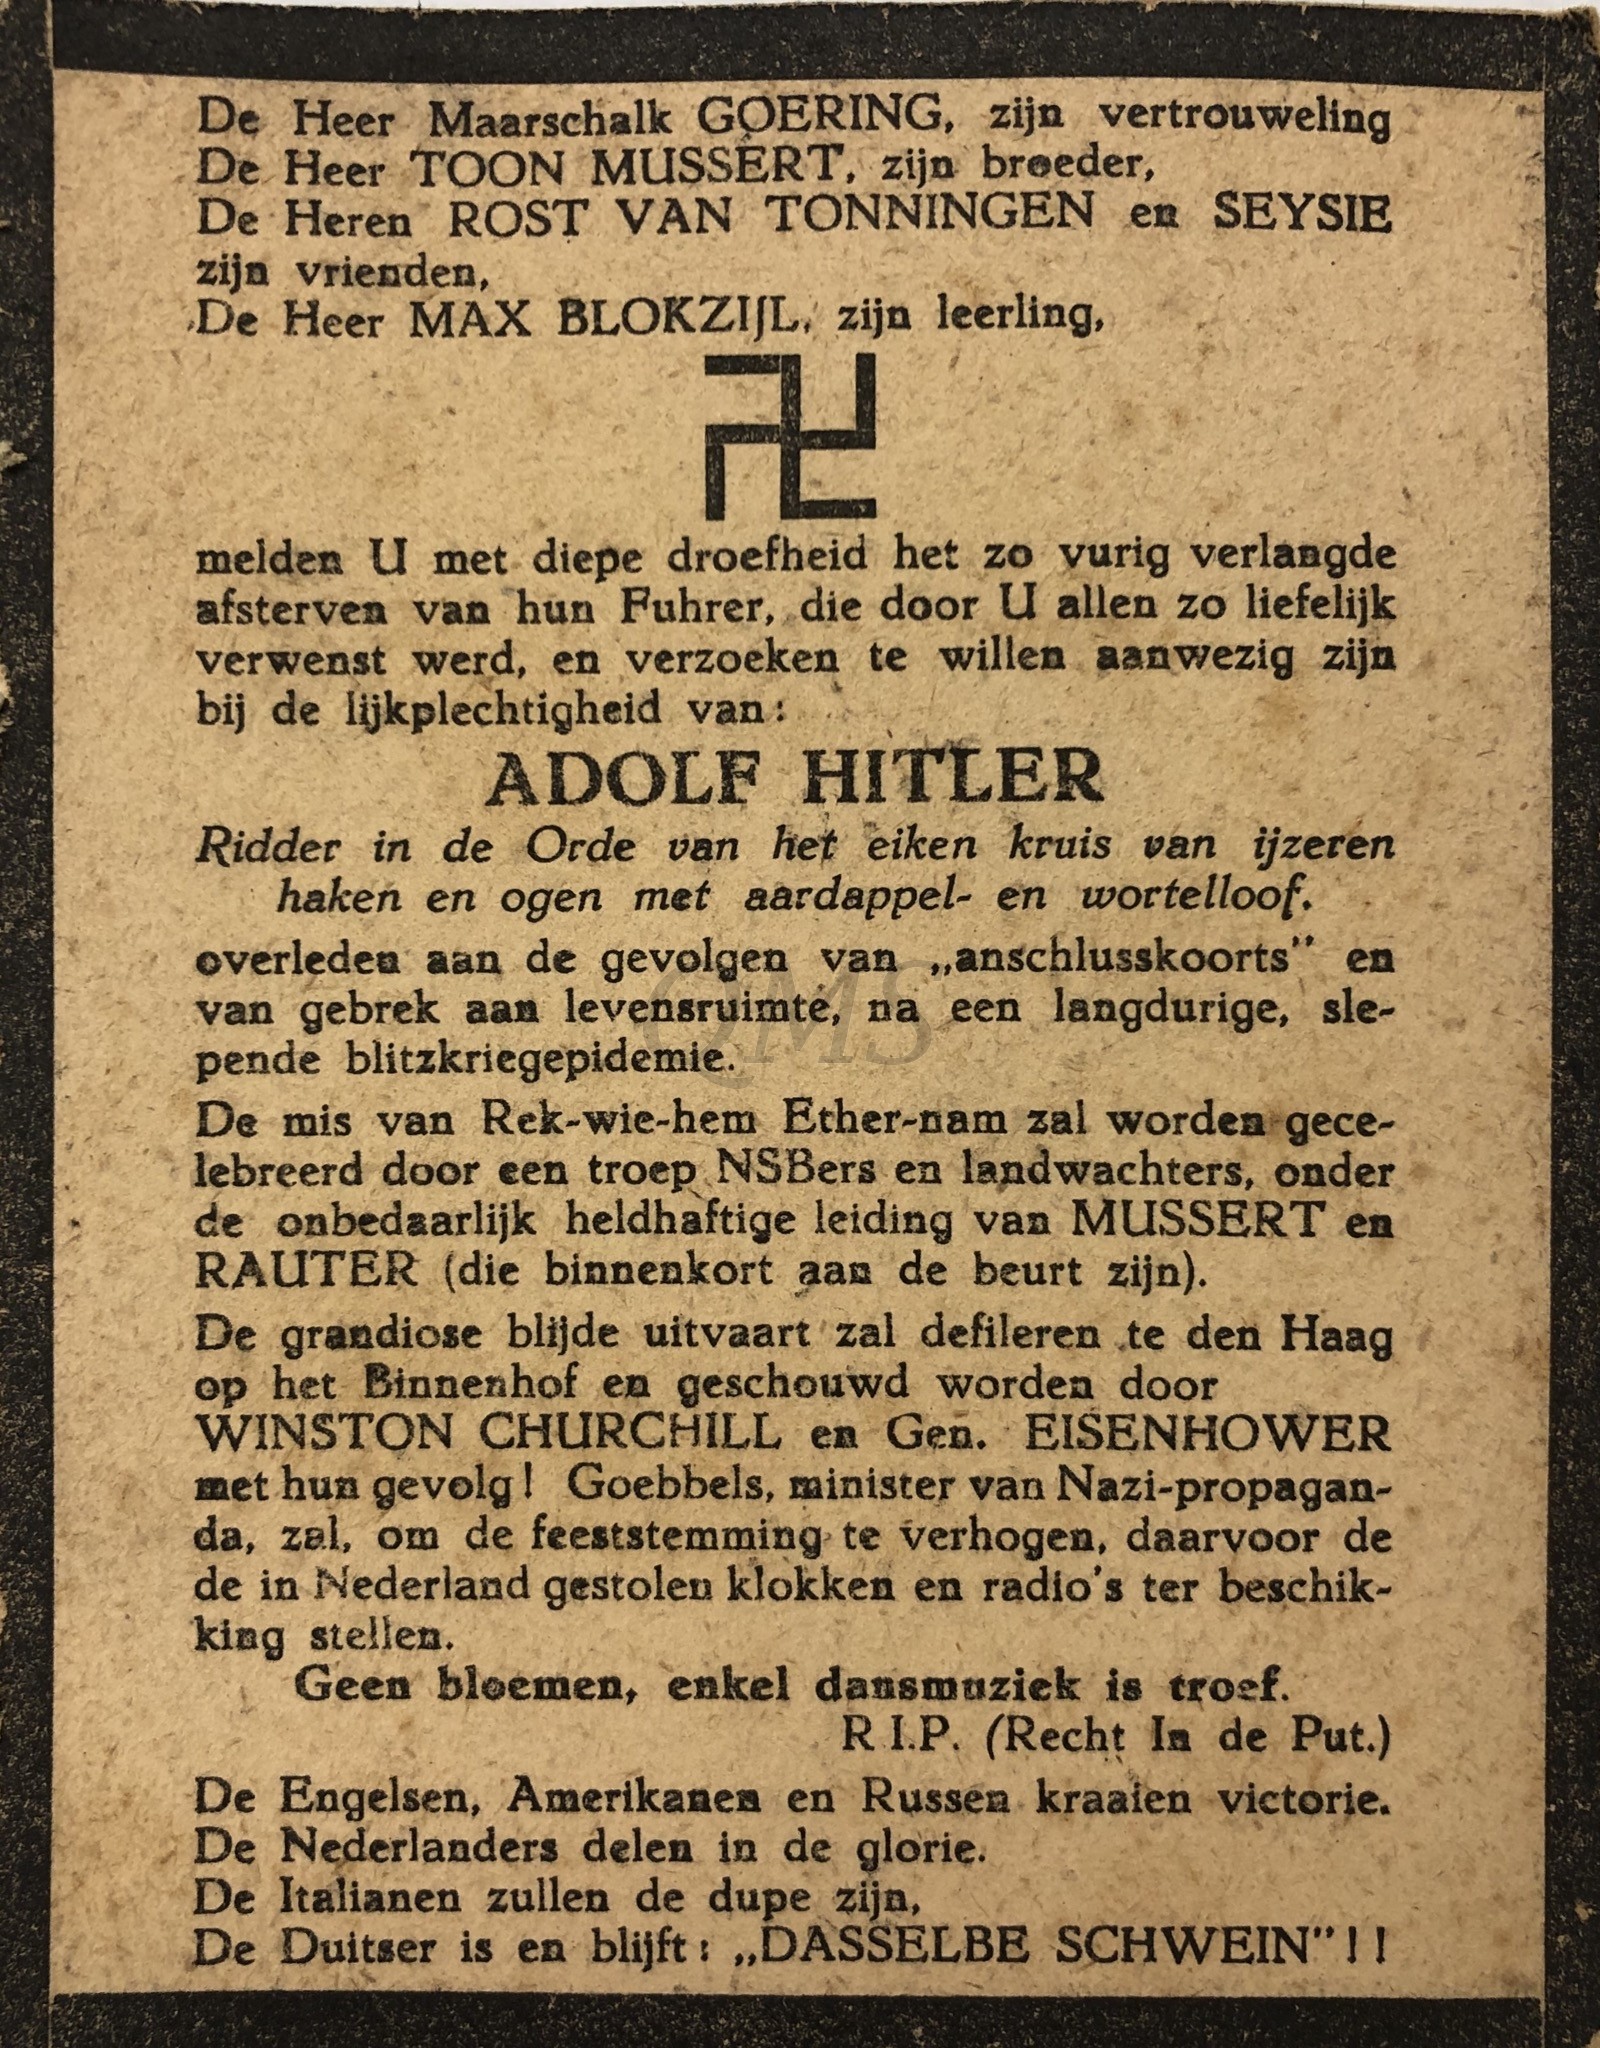 De Heer Maarschalk GOERING, zijn vertrouweling
De Heer TOON MUSSERT, zijn broeder,
De Heren ROST VAN TONNINGEN en SEYSIE
zijn vrienden,
De Heer MAX BLOKZIJL, zijn leerling,
melden U met diepe droefheid het zo vurig verlangde
afsterven van hun Fuhrer, die door U allen zo liefelijk
verwenst werd, en verzoeken te willen aanwezig zijn
bij de lijkplechtigheid van:
ADOLF HITLER
Ridder in de Orde van het eiken kruis van ijzeren
haken en ogen met aardappel- en wortelloof.
overleden aan de gevolgen van „anschlusskoorts” en
van gebrek aan levensruimte, na een langdurige, sle-
pende blitzkriegepidemie.
De mis van Rek-wie-hem Ether-nam zal worden gece-
lebreerd door een troep NSBers en landwachters, onder
de onbedaarlijk heldhaftige leiding van MUSSERT en
RAUTER (die binnenkort aan de beurt zijn).
De grandiose blijde uitvaart zal defileren te den Haag
op het Binnenhof en geschouwd worden door
WINSTON CHURCHILL en Gen. EISENHOWER
met hun gevolg! Goebbels, minister van Nazi-propagan-
da, zal, om de feeststemming te verhogen, daarvoor de
de in Nederland gestolen klokken en radio's ter beschik-
king stellen.
Geen bloemen, enkel dansmuziek is troef.
R I.P. (Recht In de Put.)
De Engelsen, Amerikanen en Russen kraaien victorie.
De Nederlanders delen in de glorie.
De Italianen zullen de dupe zijn,
De Duitser is en blijft: „DASSELBE SCHWEIN”!!